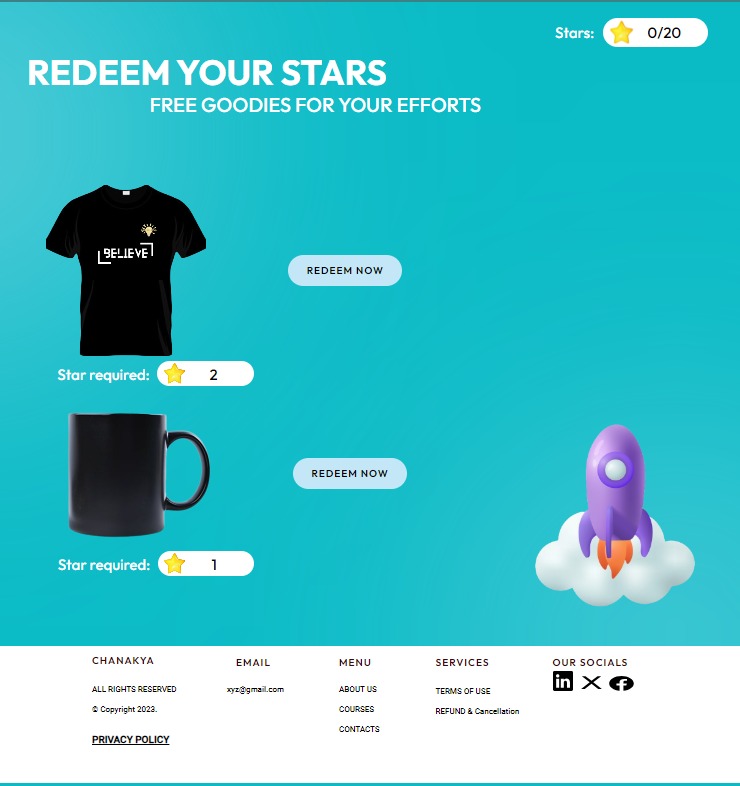 Stars: 0/20
REDEEM YOUR STARS
FREE GOODIES FOR YOUR EFFORTS
BELIEVE
REDEEM NOW
Star required: 2
REDEEM NOW
Star required: 1
CHANAKYA
ALL RIGHTS RESERVED
© Copyright 2023.
PRIVACY POLICY
EMAIL
xyz@gmail.com
MENU
ABOUT US
COURSES
CONTACTS
SERVICES
TERMS OF USE
REFUND & Cancellation
OUR SOCIALS